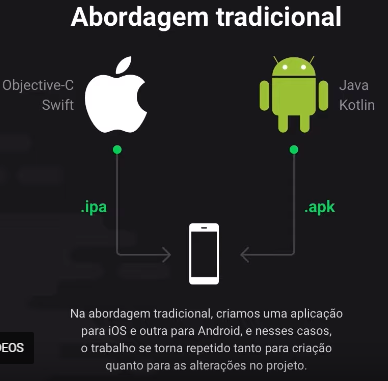 Abordagem tradicional
Objective-C
Swift
Java
Kotlin
.ipa
.apk
Na abordagem tradicional, criamos uma aplicação
para iOS e outra para Android, e nesses casos,
o trabalho se torna repetido tanto para criação
quanto para as alterações no projeto.
DEOS